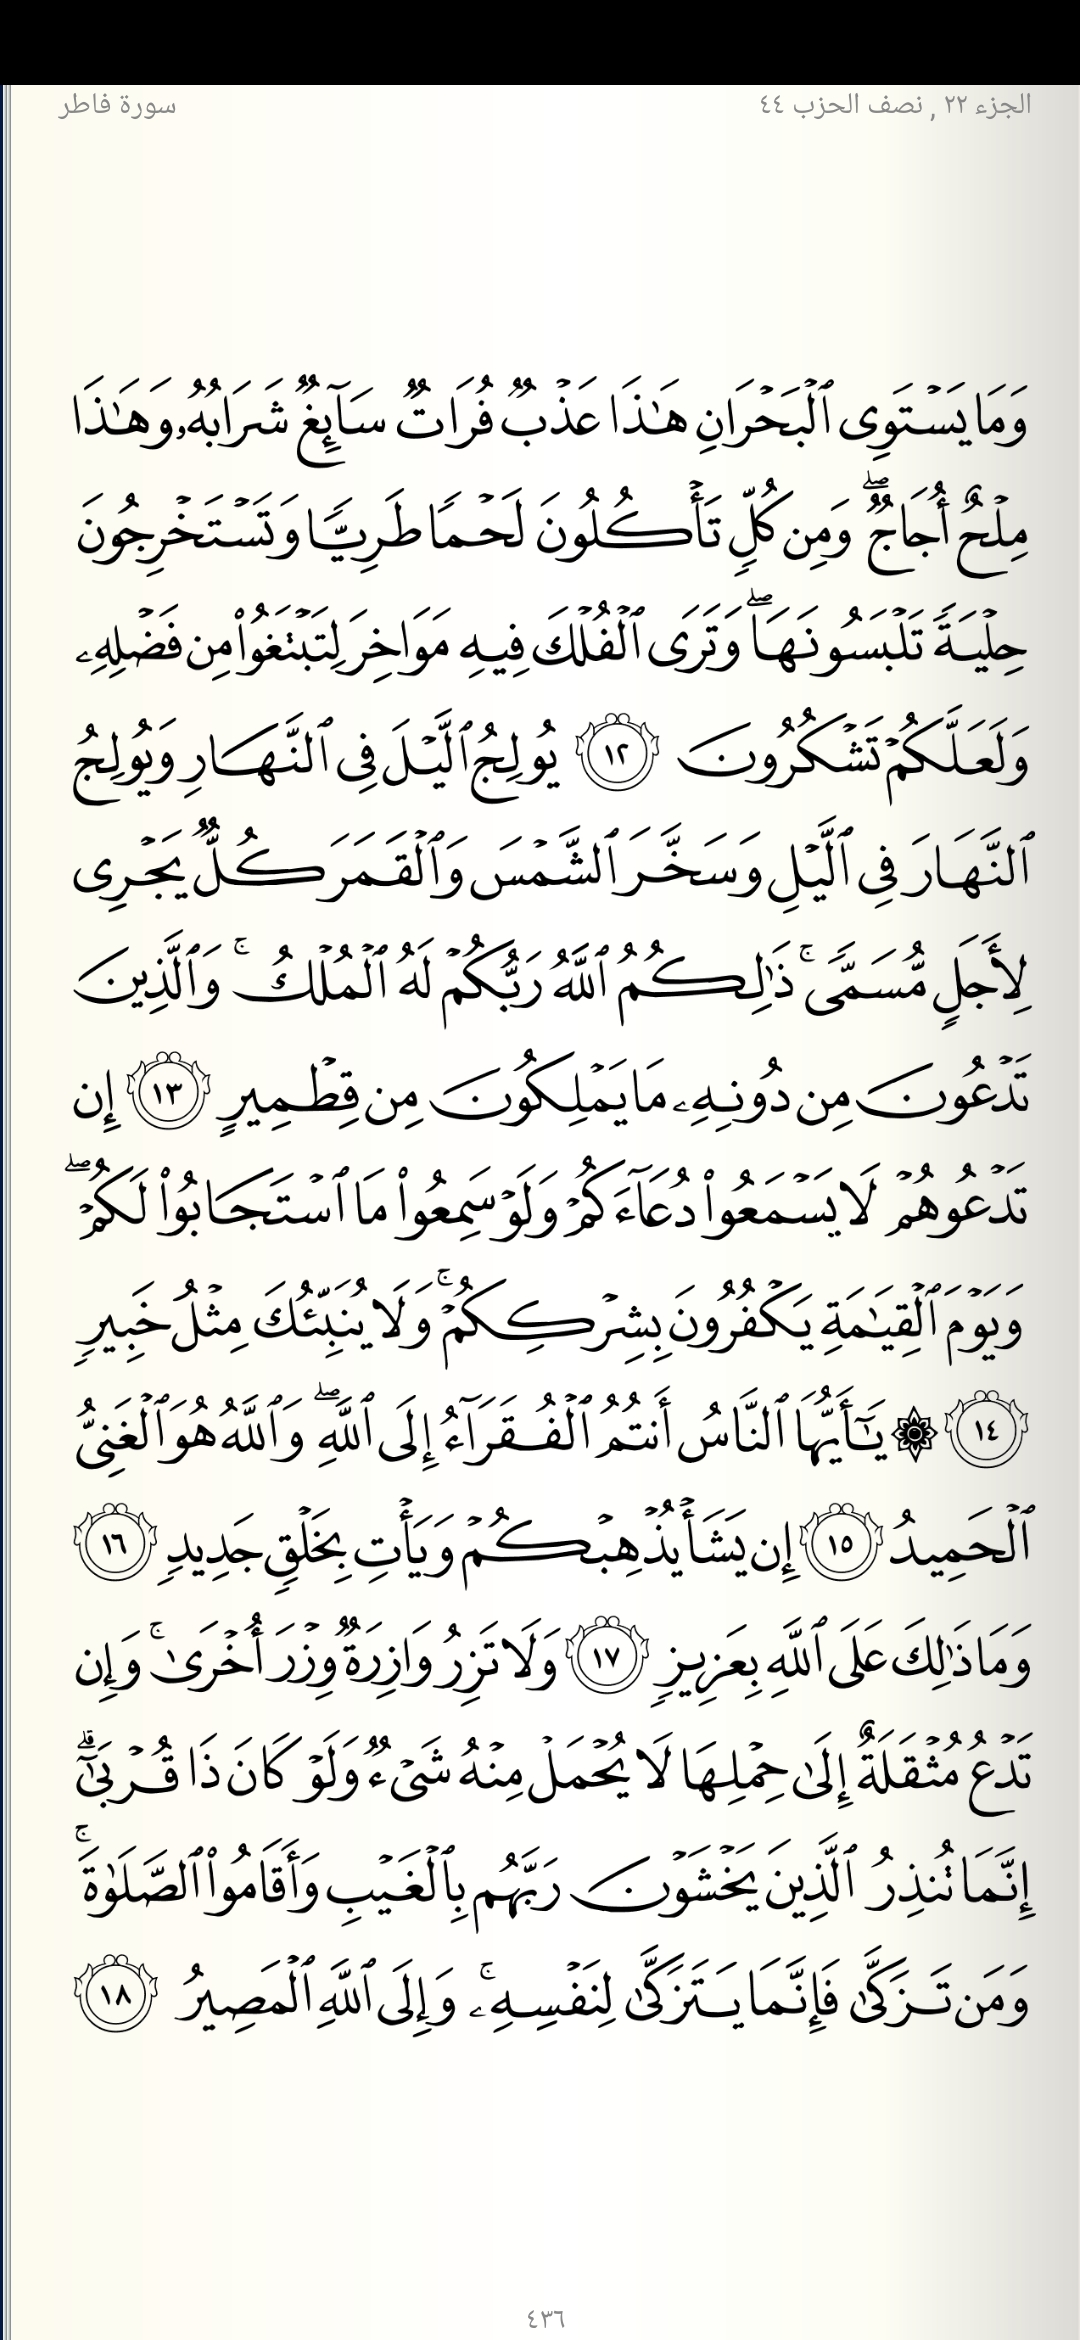 الجزء ٢٢ , نصف الحزب ٤٤
سورة فاطر
وَمَا يَسۡتَوِي ٱلۡبَحۡرَانِ هَٰذَا عَذۡبٞ فُرَاتٞ سَآئِغٞ شَرَابُهُۥ وَهَٰذَا
مِلۡحٌ أُجَاجٞۖ وَمِن كُلّٖ تَأۡكُلُونَ لَحۡمٗا طَرِيّٗا وَتَسۡتَخۡرِجُونَ
حِلۡيَةٗ تَلۡبَسُونَهَاۖ وَتَرَى ٱلۡفُلۡكَ فِيهِ مَوَاخِرَ لِتَبۡتَغُواْ مِن فَضۡلِهِۦ
وَلَعَلَّكُمۡ تَشۡكُرُونَ ١٢ يُولِجُ ٱلَّيۡلَ فِي ٱلنَّهَارِ وَيُولِجُ
ٱلنَّهَارَ فِي ٱلَّيۡلِ وَسَخَّرَ ٱلشَّمۡسَ وَٱلۡقَمَرَ كُلّٞ يَجۡرِي
لِأَجَلٖ مُّسَمّٗىۚ ذَٰلِكُمُ ٱللَّهُ رَبُّكُمۡ لَهُ ٱلۡمُلۡكُۚ وَٱلَّذِينَ
تَدۡعُونَ مِن دُونِهِۦ مَا يَمۡلِكُونَ مِن قِطۡمِيرٍ ١٣ إِن
تَدۡعُوهُمۡ لَا يَسۡمَعُواْ دُعَآءَكُمۡ وَلَوۡ سَمِعُواْ مَا ٱسۡتَجَابُواْ لَكُمۡۖ
وَيَوۡمَ ٱلۡقِيَٰمَةِ يَكۡفُرُونَ بِشِرۡكِكُمۡۚ وَلَا يُنَبِّئُكَ مِثۡلُ خَبِيرٖ
١٤ ۞ يَٰٓأَيُّهَا ٱلنَّاسُ أَنتُمُ ٱلۡفُقَرَآءُ إِلَى ٱللَّهِۖ وَٱللَّهُ هُوَ ٱلۡغَنِيُّ
ٱلۡحَمِيدُ ١٥ إِن يَشَأۡ يُذۡهِبۡكُمۡ وَيَأۡتِ بِخَلۡقٖ جَدِيدٖ ١٦
وَمَا ذَٰلِكَ عَلَى ٱللَّهِ بِعَزِيزٖ ١٧ وَلَا تَزِرُ وَازِرَةٞ وِزۡرَ أُخۡرَىٰۚ وَإِن
تَدۡعُ مُثۡقَلَةٌ إِلَىٰ حِمۡلِهَا لَا يُحۡمَلۡ مِنۡهُ شَيۡءٞ وَلَوۡ كَانَ ذَا قُرۡبَىٰٓۗ
إِنَّمَا تُنذِرُ ٱلَّذِينَ يَخۡشَوۡنَ رَبَّهُم بِٱلۡغَيۡبِ وَأَقَامُواْ ٱلصَّلَوٰةَۚ
وَمَن تَزَكَّىٰ فَإِنَّمَا يَتَزَكَّىٰ لِنَفۡسِهِۦۚ وَإِلَى ٱللَّهِ ٱلۡمَصِيرُ ١٨
٤٣٦